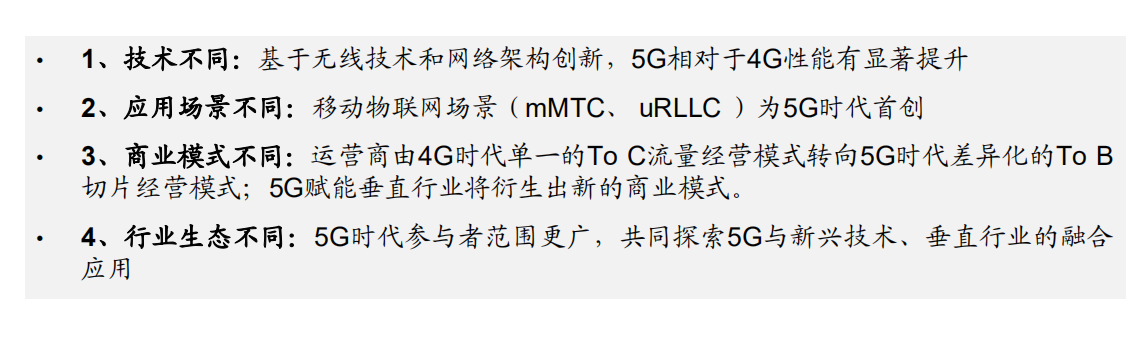 • 1、技术不同：基于无线技术和网络架构创新，5G相对于4G性能有显著提升
• 2、应用场景不同：移动物联网场景（mMTC、 uRLLC ）为5G时代首创
• 3、商业模式不同：运营商由4G时代单一的To C流量经营模式转向5G时代差异化的To B
切片经营模式；5G赋能垂直行业将衍生出新的商业模式。
• 4、行业生态不同：5G时代参与者范围更广，共同探索5G与新兴技术、垂直行业的融合
应用